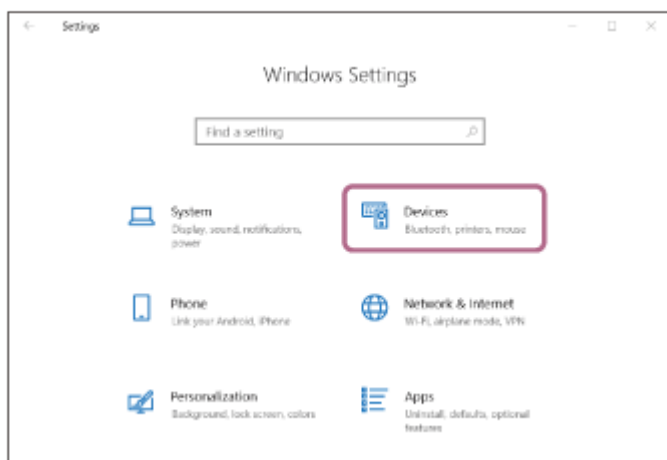 Settings
Windows Settings
Find a setting
System
Display, sound, notifications,
power
Devices
Bluetooth, printers, mouse
Phone
Link your Android, iPhone
Network & Internet
Wi-Fi, airplane mode, VPN
Personalization
Background, lock screen, colors
Apps
Uninstall, defaults, optional
features